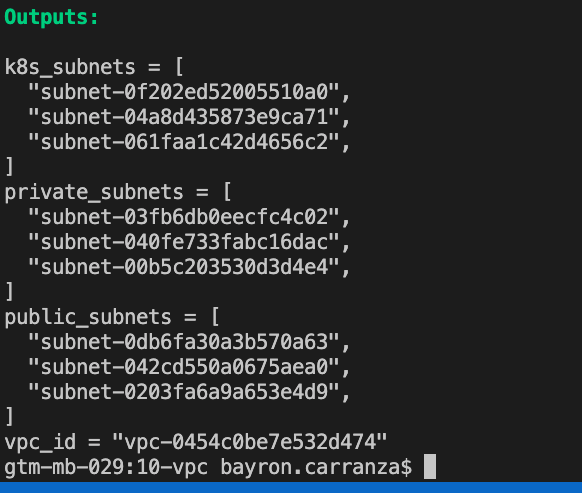 Outputs:
k8s_subnets = [
  "subnet-0f202ed52005510a0",
  "subnet-04a8d435873e9ca71",
  "subnet-061faa1c42d4656c2",
]
private_subnets = [
  "subnet-03fb6db0eecfc4c02",
  "subnet-040fe733fabc16dac",
  "subnet-00b5c203530d3d4e4",
]
public_subnets = [
  "subnet-0db6fa30a3b570a63",
  "subnet-042cd550a0675aea0",
  "subnet-0203fa6a9a653e4d9",
]
vpc_id = "vpc-0454c0be7e532d474"
gtm-mb-029:10-vpc bayron.carranza$